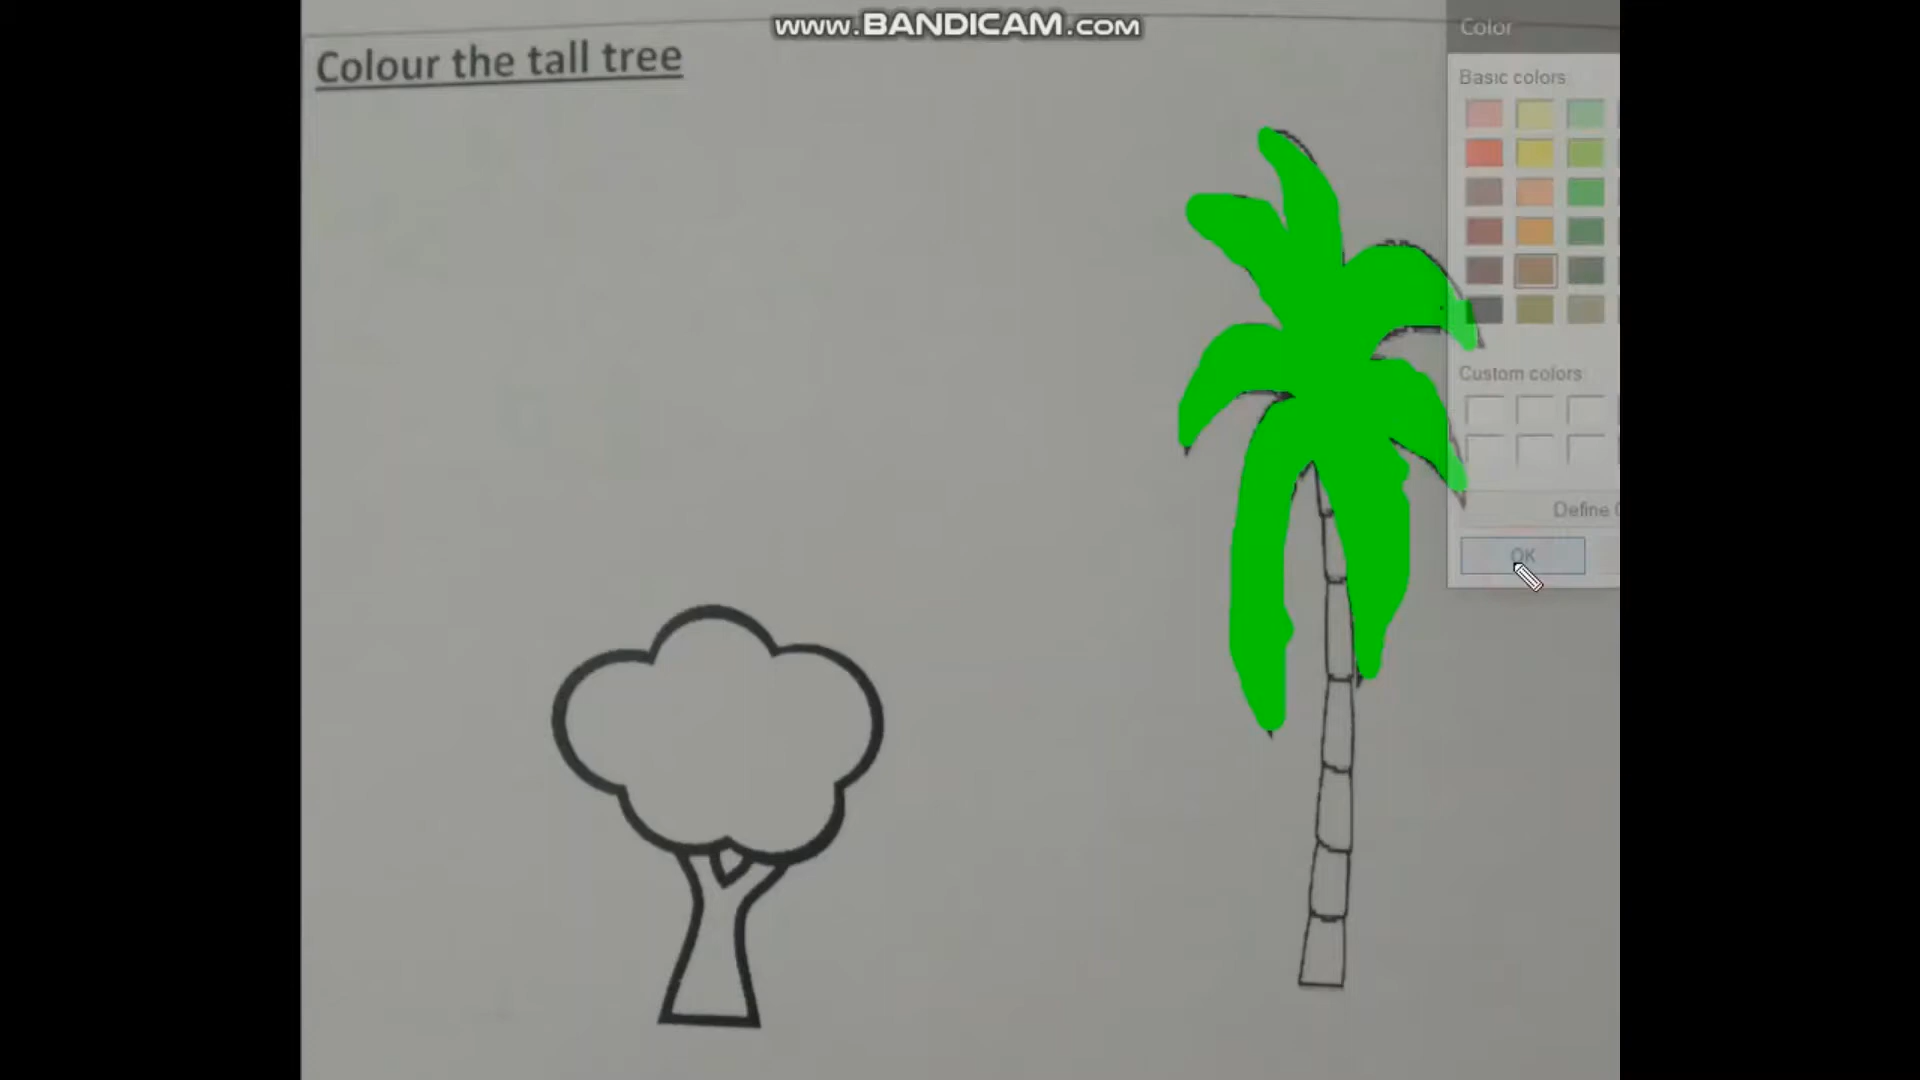 www.BANDICAM.com
Colour the tall tree
Color
Basic colors:
Custom colors:
Define
OK